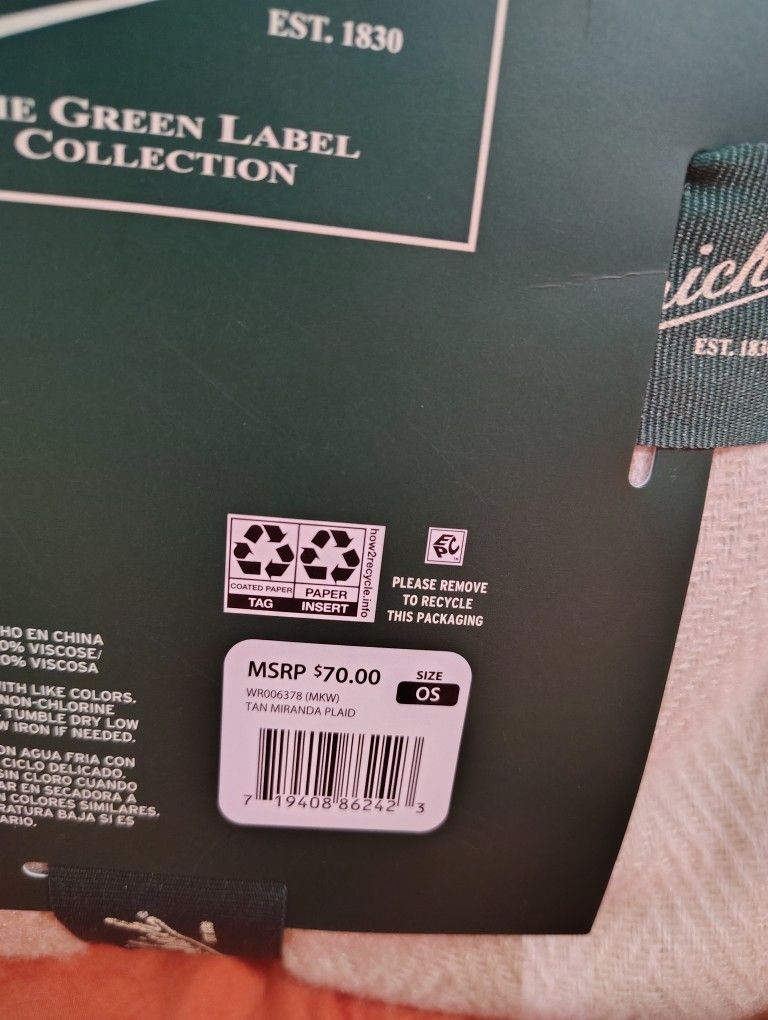 EST. 1830
GREEN LABEL
COLLECTION
EST. 183
how2recycle.info
COATED PAPER PAPER
TAG INSERT
EPC
PLEASE REMOVE
TO RECYCLE
THIS PACKAGING
HO EN CHINA
0% VISCOSE/
0% VISCOSA
ITH LIKE COLORS.
NON-CHLORINE
TUMBLE DRY LOW
W IRON IF NEEDED.
ON AGUA FRIA CON
CICLO DELICADO.
SIN CLORO CUANDO
AR EN SECADORA A
N COLORES SIMILARES.
RATURA BAJA SI ES
ARIO.
MSRP $70.00
SIZE
OS
WR006378 (MKW)
TAN MIRANDA PLAID
7 19408 86242 3